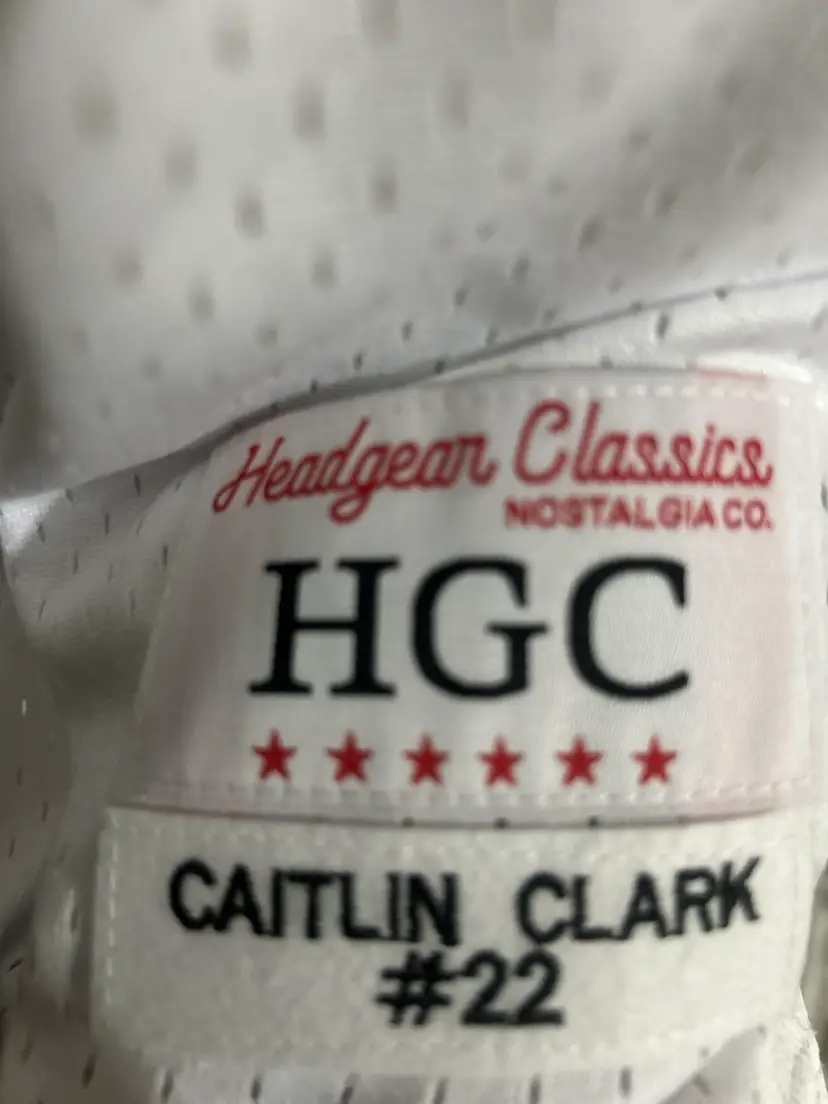 Headgear Classics
NOSTALGIA CO.
HGC
CAITLIN CLARK
#22